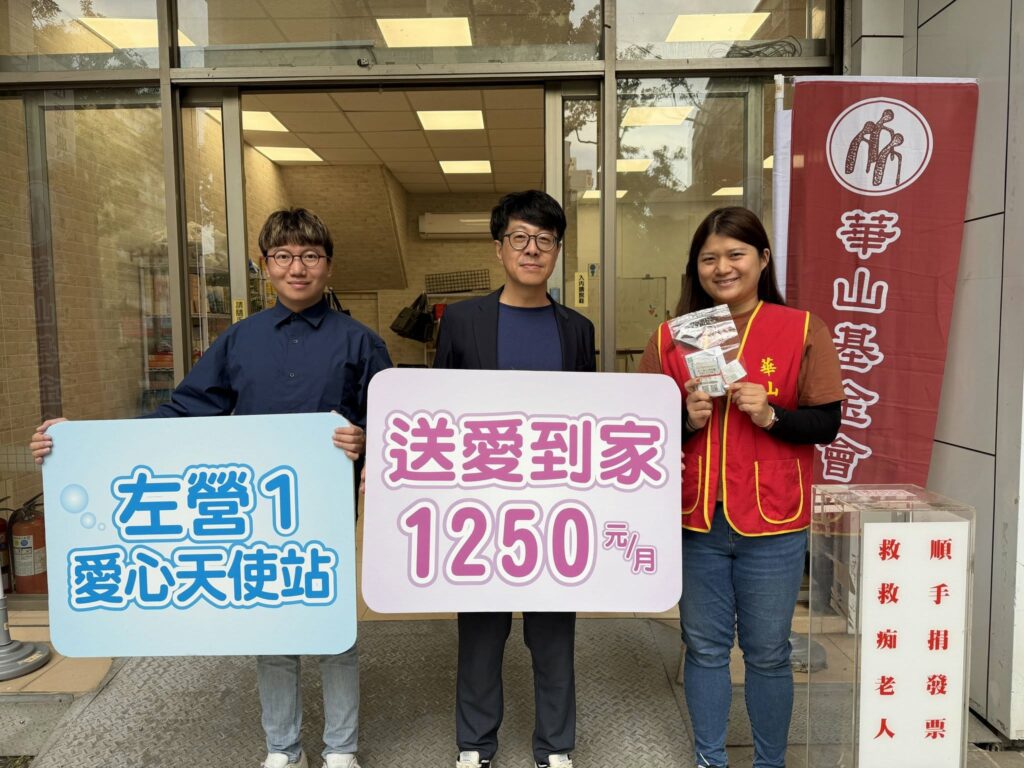 左營1
愛心天使站
送愛到家
1250元/月
華山基金會
華山
順手捐發票
救救痴老人
入內請脫鞋